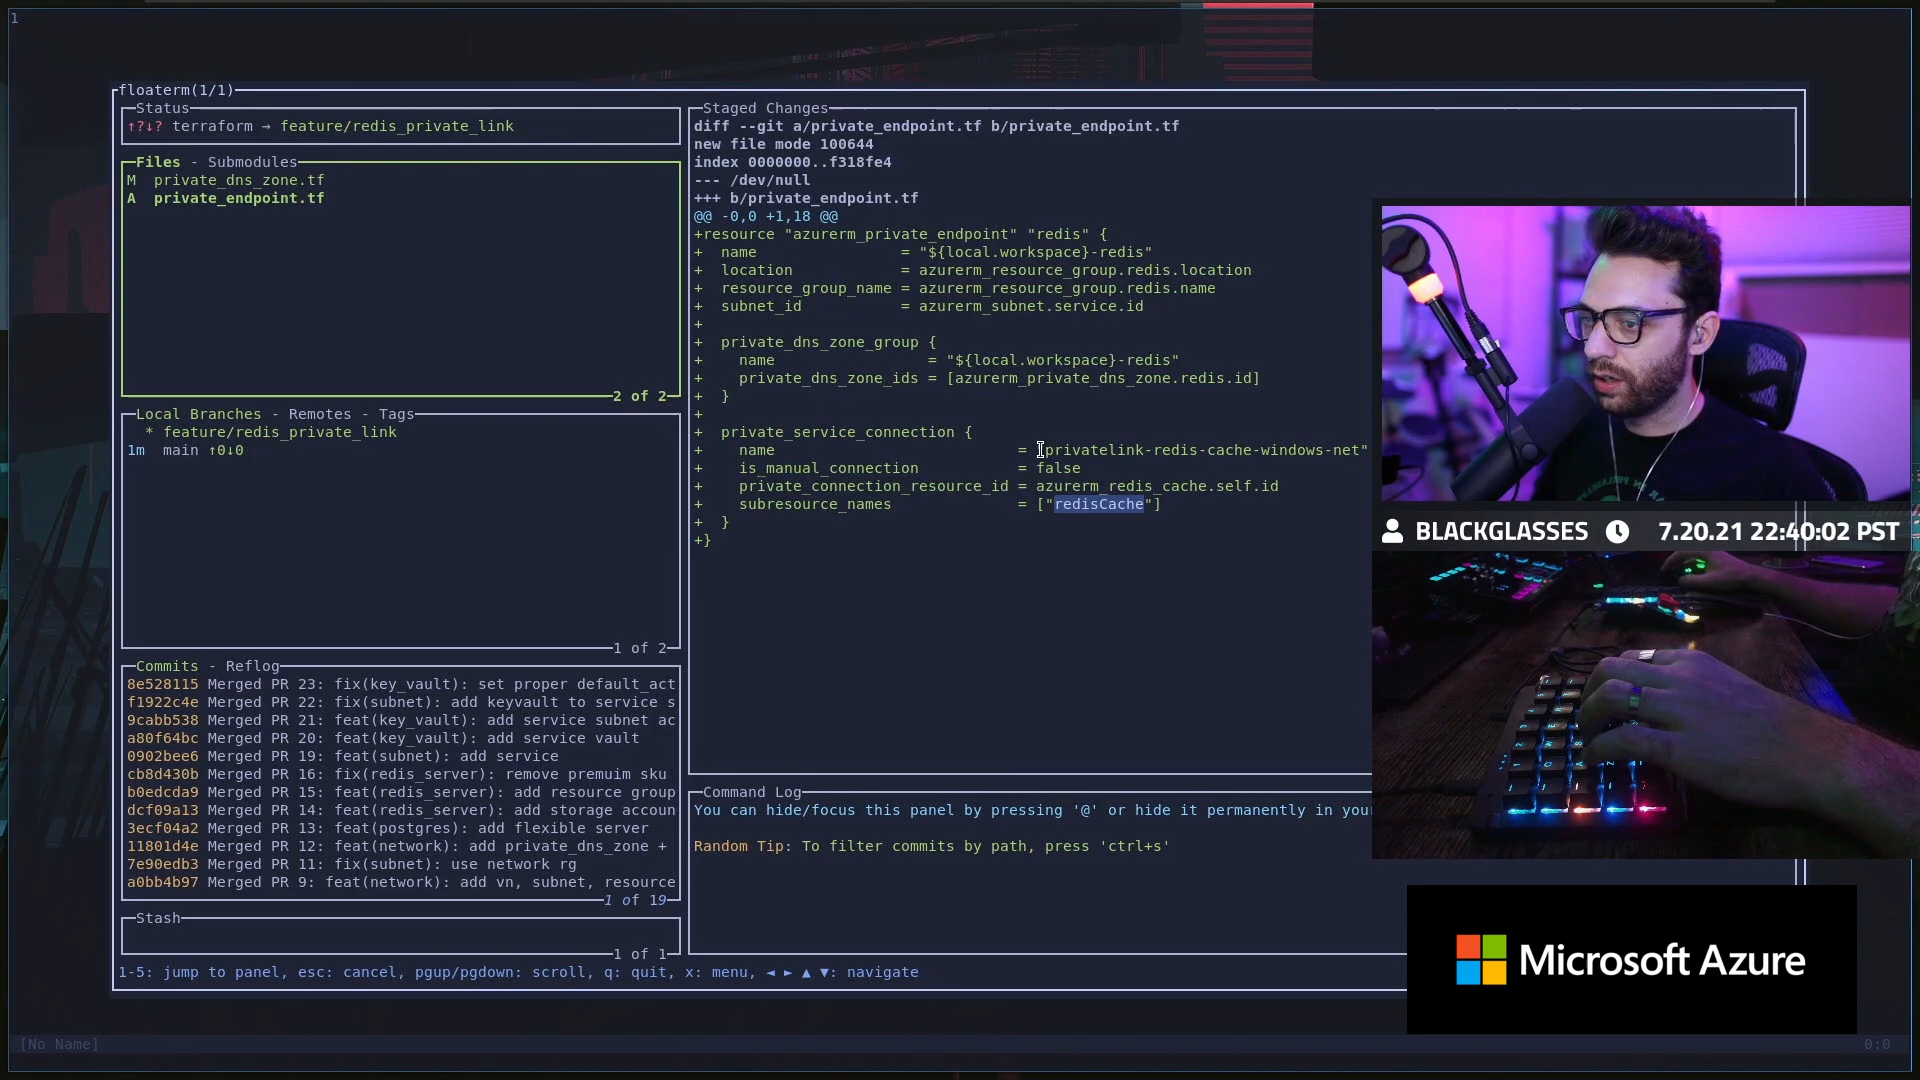 1
floaterm(1/1)
Status
↑?↓? terraform → feature/redis_private_link
Files - Submodules
M  private_dns_zone.tf
A  private_endpoint.tf
2 of 2
Local Branches - Remotes - Tags
* feature/redis_private_link
1m  main ↑0↓0
1 of 2
Commits - Reflog
8e528115 Merged PR 23: fix(key_vault): set proper default_act
f1922c4e Merged PR 22: fix(subnet): add keyvault to service s
9cabb538 Merged PR 21: feat(key_vault): add service subnet ac
a80f64bc Merged PR 20: feat(key_vault): add service vault
0902bee6 Merged PR 19: feat(subnet): add service
cb8d430b Merged PR 16: fix(redis_server): remove premuim sku
b0edcda9 Merged PR 15: feat(redis_server): add resource group
dcf09a13 Merged PR 14: feat(redis_server): add storage accoun
3ecf04a2 Merged PR 13: feat(postgres): add flexible server
11801d4e Merged PR 12: feat(network): add private_dns_zone +
7e90edb3 Merged PR 11: fix(subnet): use network rg
a0bb4b97 Merged PR 9: feat(network): add vn, subnet, resource
1 of 19
Stash
1 of 1
Staged Changes
diff --git a/private_endpoint.tf b/private_endpoint.tf
new file mode 100644
index 0000000..f318fe4
--- /dev/null
+++ b/private_endpoint.tf
@@ -0,0 +1,18 @@
+resource "azurerm_private_endpoint" "redis" {
+  name                = "${local.workspace}-redis"
+  location            = azurerm_resource_group.redis.location
+  resource_group_name = azurerm_resource_group.redis.name
+  subnet_id           = azurerm_subnet.service.id
+
+  private_dns_zone_group {
+    name                 = "${local.workspace}-redis"
+    private_dns_zone_ids = [azurerm_private_dns_zone.redis.id]
+  }
+
+  private_service_connection {
+    name                           = "privatelink-redis-cache-windows-net"
+    is_manual_connection           = false
+    private_connection_resource_id = azurerm_redis_cache.self.id
+    subresource_names              = ["redisCache"]
+  }
+}
Command Log
You can hide/focus this panel by pressing '@' or hide it permanently in you
Random Tip: To filter commits by path, press 'ctrl+s'
1-5: jump to panel, esc: cancel, pgup/pgdown: scroll, q: quit, x: menu, ◄ ► ▲ ▼: navigate
BLACKGLASSES 7.20.21 22:40:02 PST
Microsoft Azure
[No Name]
0:0